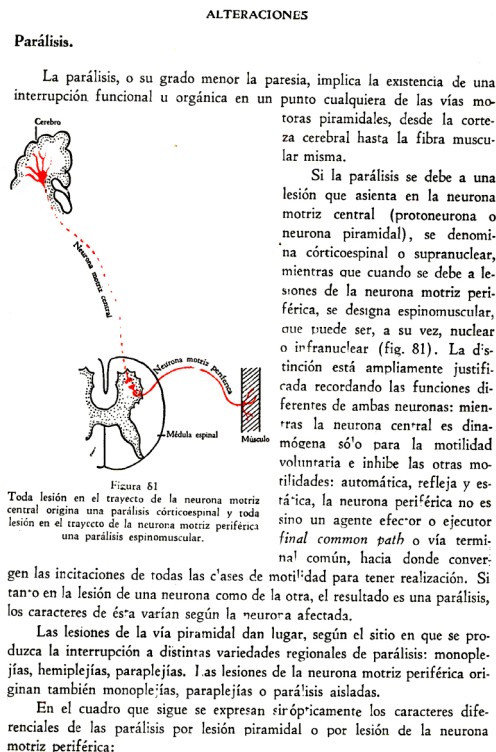 ALTERACIONES
Parálisis.
La parálisis, o su grado menor la paresia, implica la existencia de una
interrupción funcional u orgánica en un punto cualquiera de las vías mo-
toras piramidales, desde la corte-
za cerebral hasta la fibra muscu-
lar misma.
Si la parálisis se debe a una
lesión que asienta en la neurona
motriz central (protoneurona o
neurona piramidal), se denomi-
na córticoespinal o supranuclear,
mientras que cuando se debe a le-
siones de la neurona motriz peri-
férica, se designa espinomuscular,
que puede ser, a su vez, nuclear
o infranuclear (fig. 81). La dis-
tinción está ampliamente justifi-
cada recordando las funciones di-
ferentes de ambas neuronas: mien-
tras la neurona central es diná-
mógena sólo para la motilidad
voluntaria e inhibe las otras mo-
tilidades: automática, refleja y es-
tática, la neurona periférica no es
sino un agente efector o ejecutor
final common path o vía termi-
nal común, hacia donde conver-
Cerebro
Neurona motriz central
Neurona motriz periférica
Médula espinal
Músculo
Figura 81
Toda lesión en el trayecto de la neurona motriz
central origina una parálisis córticoespinal y toda
lesión en el trayecto de la neurona motriz periférica
una parálisis espinomuscular.
gen las incitaciones de todas las clases de motilidad para tener realización. Si
tanto en la lesión de una neurona como de la otra, el resultado es una parálisis,
los caracteres de ésta varían según la neurona afectada.
Las lesiones de la vía piramidal dan lugar, según el sitio en que se pro-
duzca la interrupción a distintas variedades regionales de parálisis: monople-
jías, hemiplejías, paraplejías. Las lesiones de la neurona motriz periférica ori-
ginan también monoplejías, paraplejías o parálisis aisladas.
En el cuadro que sigue se expresan sinópticamente los caracteres dife-
renciales de las parálisis por lesión piramidal o por lesión de la neurona
motriz periférica: